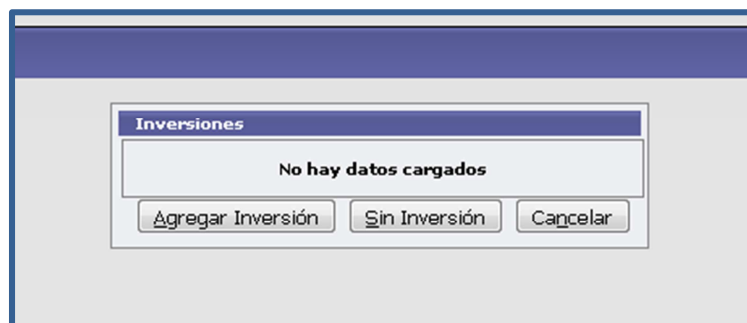 Inversiones
No hay datos cargados
Agregar Inversión Sin Inversión Cancelar